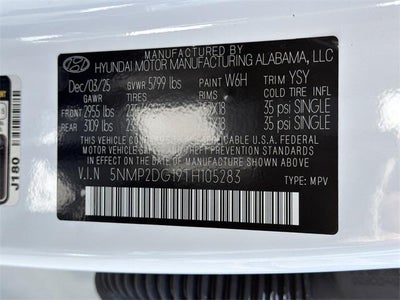 MANUFACTURED BY
HYUNDAI MOTOR MANUFACTURING ALABAMA, LLC
Dec/03/25 GVWR 5799 lbs PAINT W6H TRIM YSY
GAWR TIRES RIMS COLD TIRE INFL
FRONT 2955 lbs 35 psi SINGLE
REAR 3109 lbs 35 psi SINGLE
THIS VEHICLE CONFORMS TO ALL APPLICABLE U.S.A. FEDERAL
MOTOR VEHICLE SAFETY AND THEFT PREVENTION STANDARDS
IN EFFECT ON THE DATE OF MANUFACTURE SHOWN ABOVE.
V.I.N 5NMP2DG19TH105283
TYPE: MPV
J180